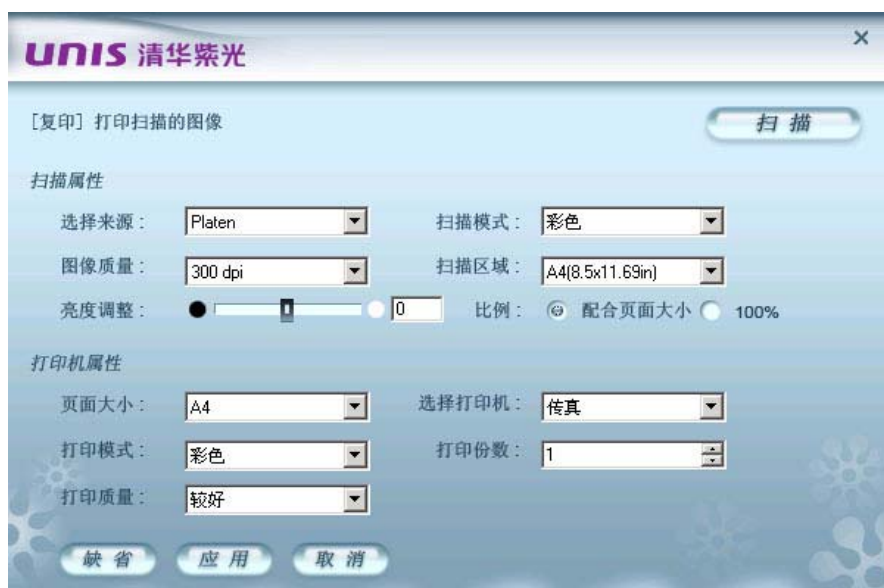 UNIS 清华紫光
[复印] 打印扫描的图像 扫 描
扫描属性
选择来源： Platen 扫描模式： 彩色
图像质量： 300 dpi 扫描区域： A4(8.5x11.69in)
亮度调整： 0 比例： 配合页面大小 100%
打印机属性
页面大小： A4 选择打印机： 传真
打印模式： 彩色 打印份数： 1
打印质量： 较好
缺 省 应 用 取 消